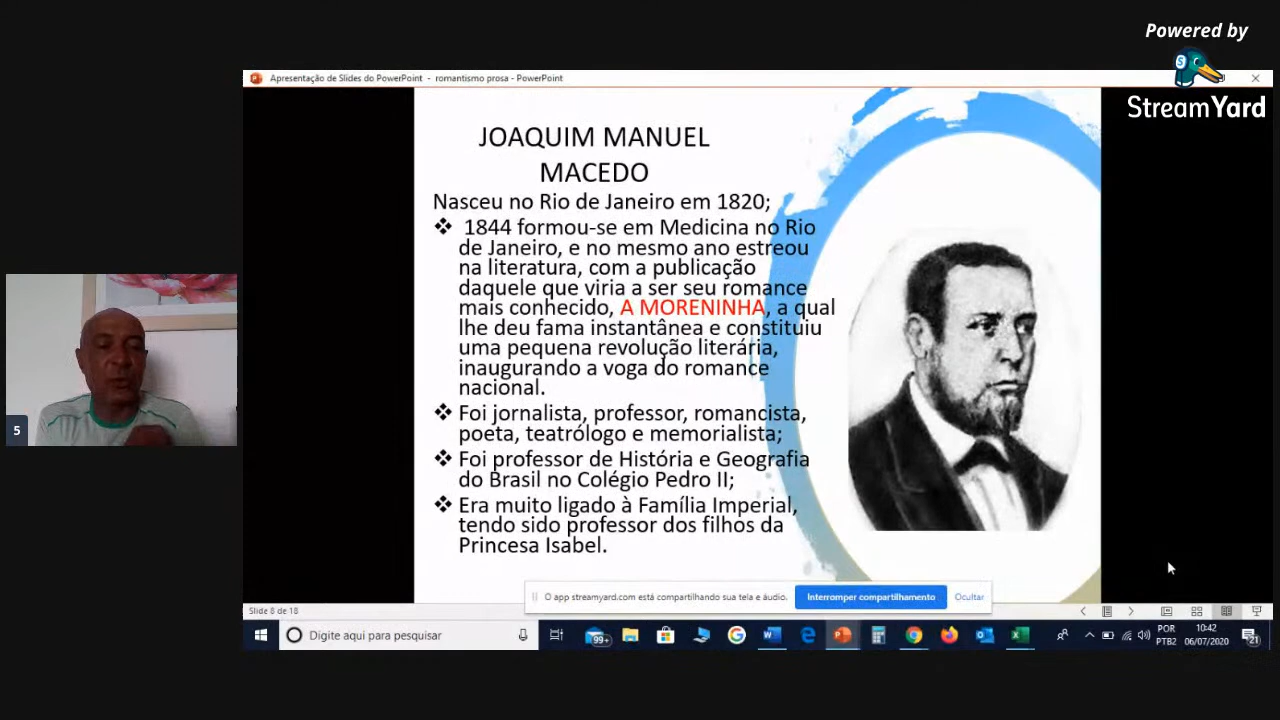 Powered by
StreamYard
Apresentação de Slides do PowerPoint - romantismo prosa - PowerPoint
JOAQUIM MANUEL
MACEDO
Nasceu no Rio de Janeiro em 1820;
❖ 1844 formou-se em Medicina no Rio
de Janeiro, e no mesmo ano estreou
na literatura, com a publicação
daquele que viria a ser seu romance
mais conhecido, A MORENINHA, a qual
lhe deu fama instantânea e constituiu
uma pequena revolução literária,
inaugurando a voga do romance
nacional.
❖ Foi jornalista, professor, romancista,
poeta, teatrólogo e memorialista;
❖ Foi professor de História e Geografia
do Brasil no Colégio Pedro II;
❖ Era muito ligado à Família Imperial,
tendo sido professor dos filhos da
Princesa Isabel.
5
O app streamyard.com está compartilhando sua tela e áudio.
Interromper compartilhamento
Ocultar
Slide 8 de 18
Digite aqui para pesquisar
99+
POR
PTB2
10:42
06/07/2020
21